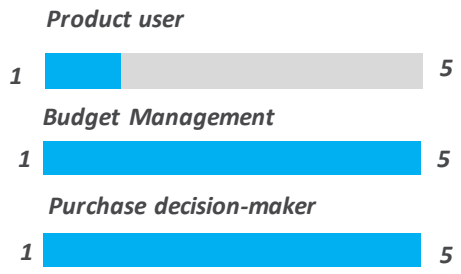 Product user
1 5
Budget Management
1 5
Purchase decision-maker
1 5